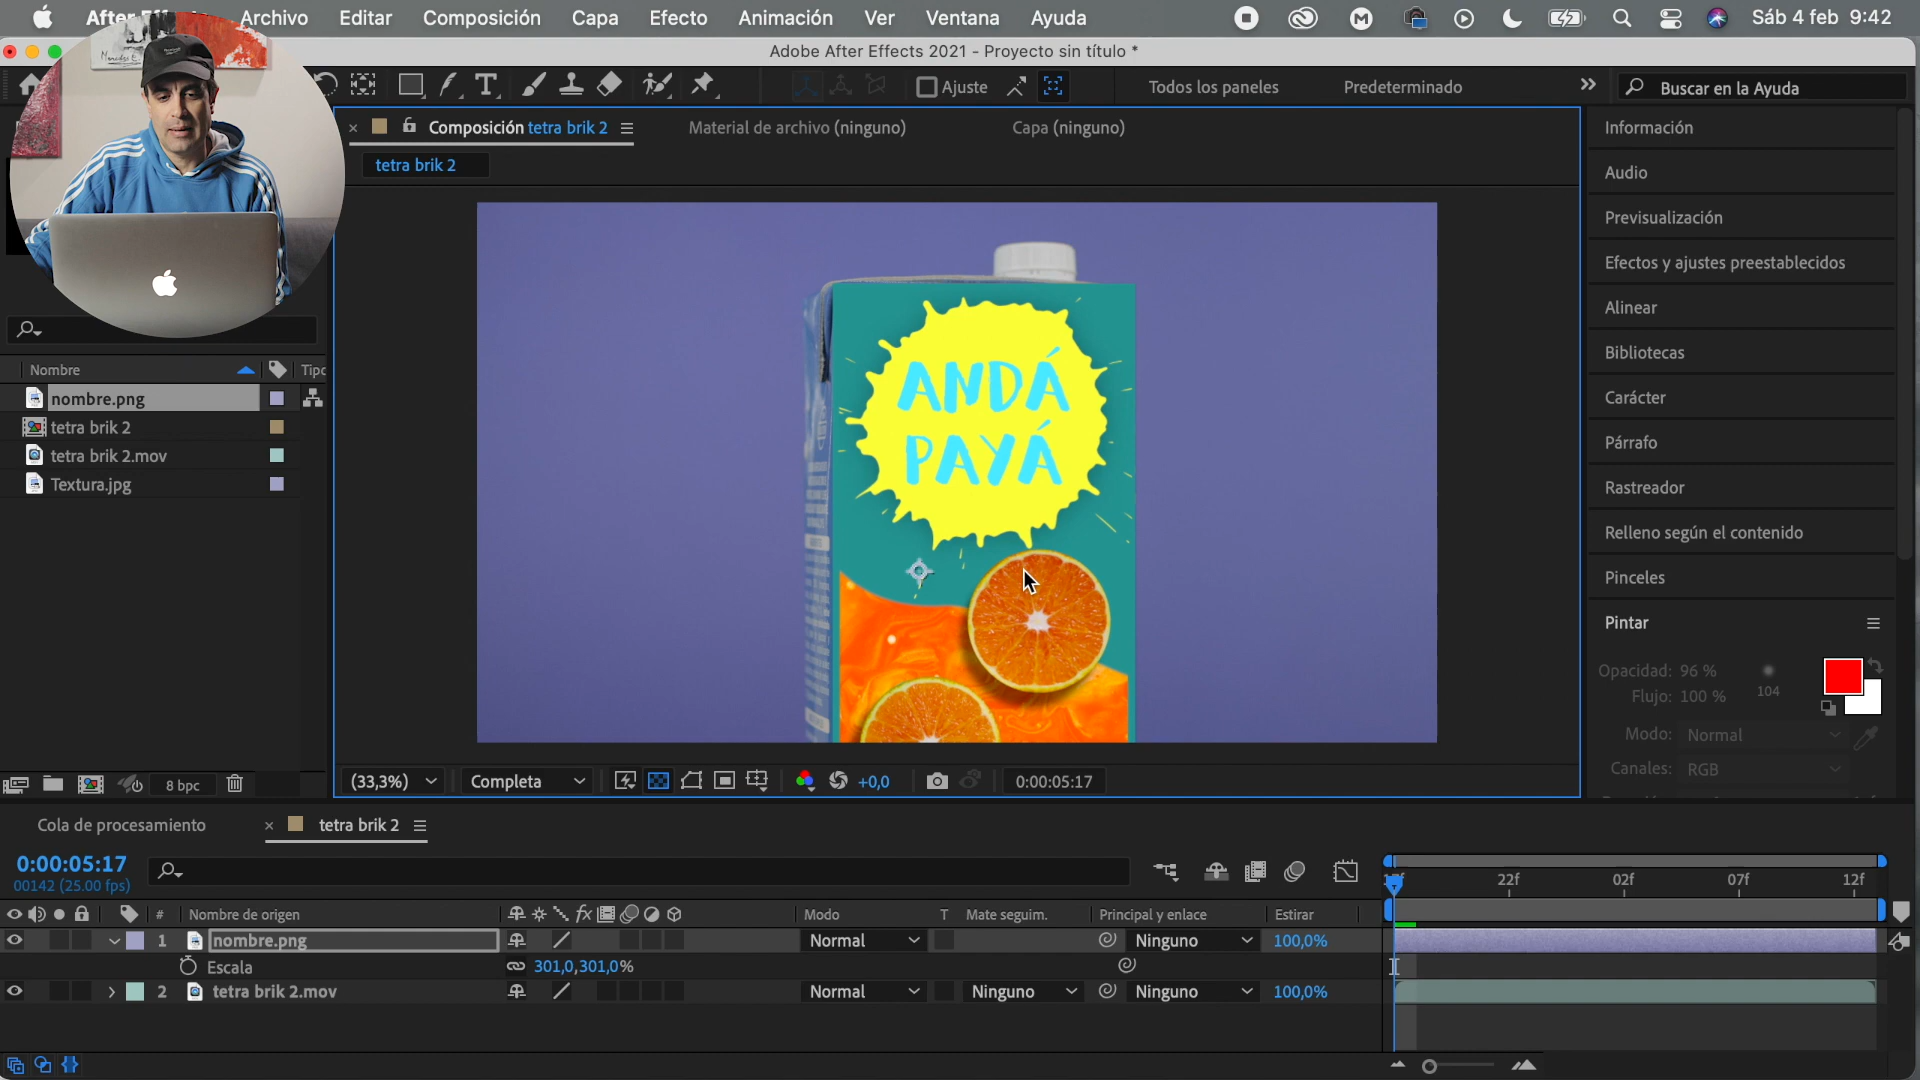 After Effects Archivo Editar Composición Capa Efecto Animación Ver Ventana Ayuda Sáb 4 feb 9:42
Adobe After Effects 2021 - Proyecto sin título *
Ajuste Todos los paneles Predeterminado Buscar en la Ayuda
Composición tetra brik 2 Material de archivo (ninguno) Capa (ninguno)
tetra brik 2
ANDÁ
PAYÁ
Nombre Tipo
nombre.png
tetra brik 2
tetra brik 2.mov
Textura.jpg
8 bpc
(33,3%) Completa +0,0 0:00:05:17
Información
Audio
Previsualización
Efectos y ajustes preestablecidos
Alinear
Bibliotecas
Carácter
Párrafo
Rastreador
Relleno según el contenido
Pinceles
Pintar
Opacidad: 96 %
Flujo: 100 % 104
Modo: Normal
Canales: RGB
Cola de procesamiento tetra brik 2
0:00:05:17
00142 (25.00 fps)
22f 02f 07f 12f
# Nombre de origen fx Modo T Mate seguim. Principal y enlace Estirar
1 nombre.png Normal Ninguno 100,0%
Escala 301,0,301,0%
2 tetra brik 2.mov Normal Ninguno Ninguno 100,0%